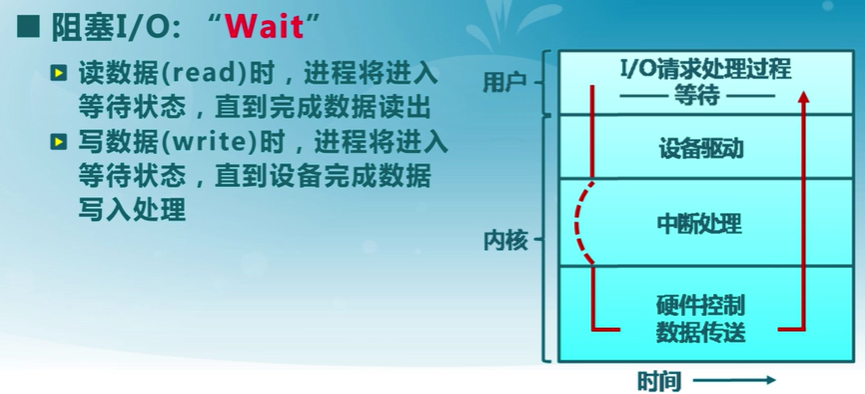 阻塞I/O：“Wait”
读数据(read)时，进程将进入
等待状态，直到完成数据读出
写数据(write)时，进程将进入
等待状态，直到设备完成数据
写入处理
用户
I/O请求处理过程
等待
设备驱动
内核
中断处理
硬件控制
数据传送
时间